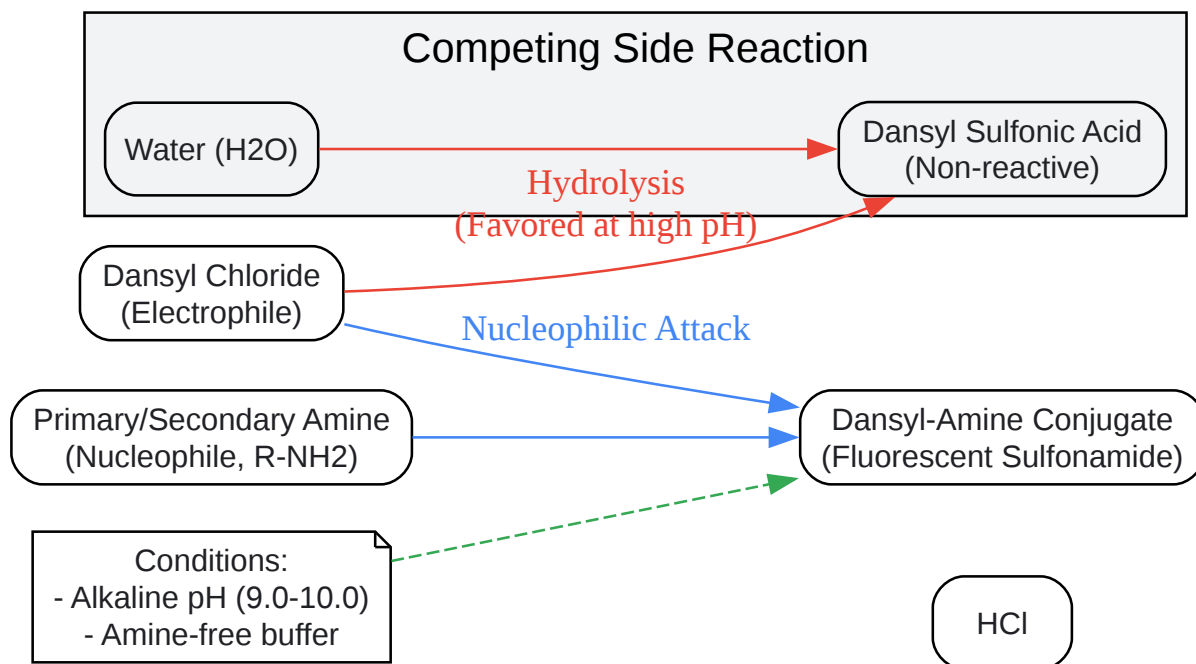 Competing Side Reaction
Water (H2O)
Dansyl Sulfonic Acid
(Non-reactive)
Hydrolysis
(Favored at high pH)
Dansyl Chloride
(Electrophile)
Nucleophilic Attack
Primary/Secondary Amine
(Nucleophile, R-NH2)
Dansyl-Amine Conjugate
(Fluorescent Sulfonamide)
Conditions:
- Alkaline pH (9.0-10.0)
- Amine-free buffer
HCl